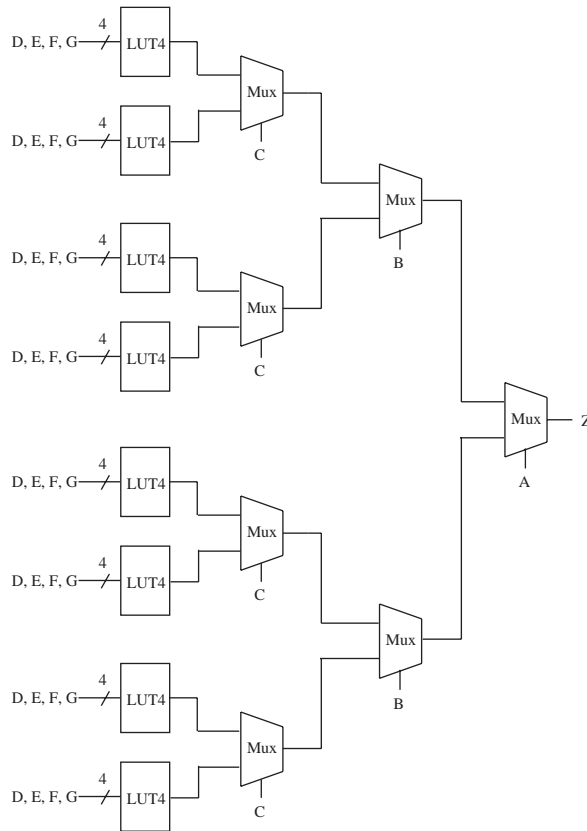 4
D, E, F, G
LUT4
Mux
4
D, E, F, G
LUT4
C
Mux
B
4
D, E, F, G
LUT4
Mux
4
D, E, F, G
LUT4
C
Mux
Z
A
4
D, E, F, G
LUT4
Mux
4
D, E, F, G
LUT4
C
Mux
B
4
D, E, F, G
LUT4
Mux
4
D, E, F, G
LUT4
C